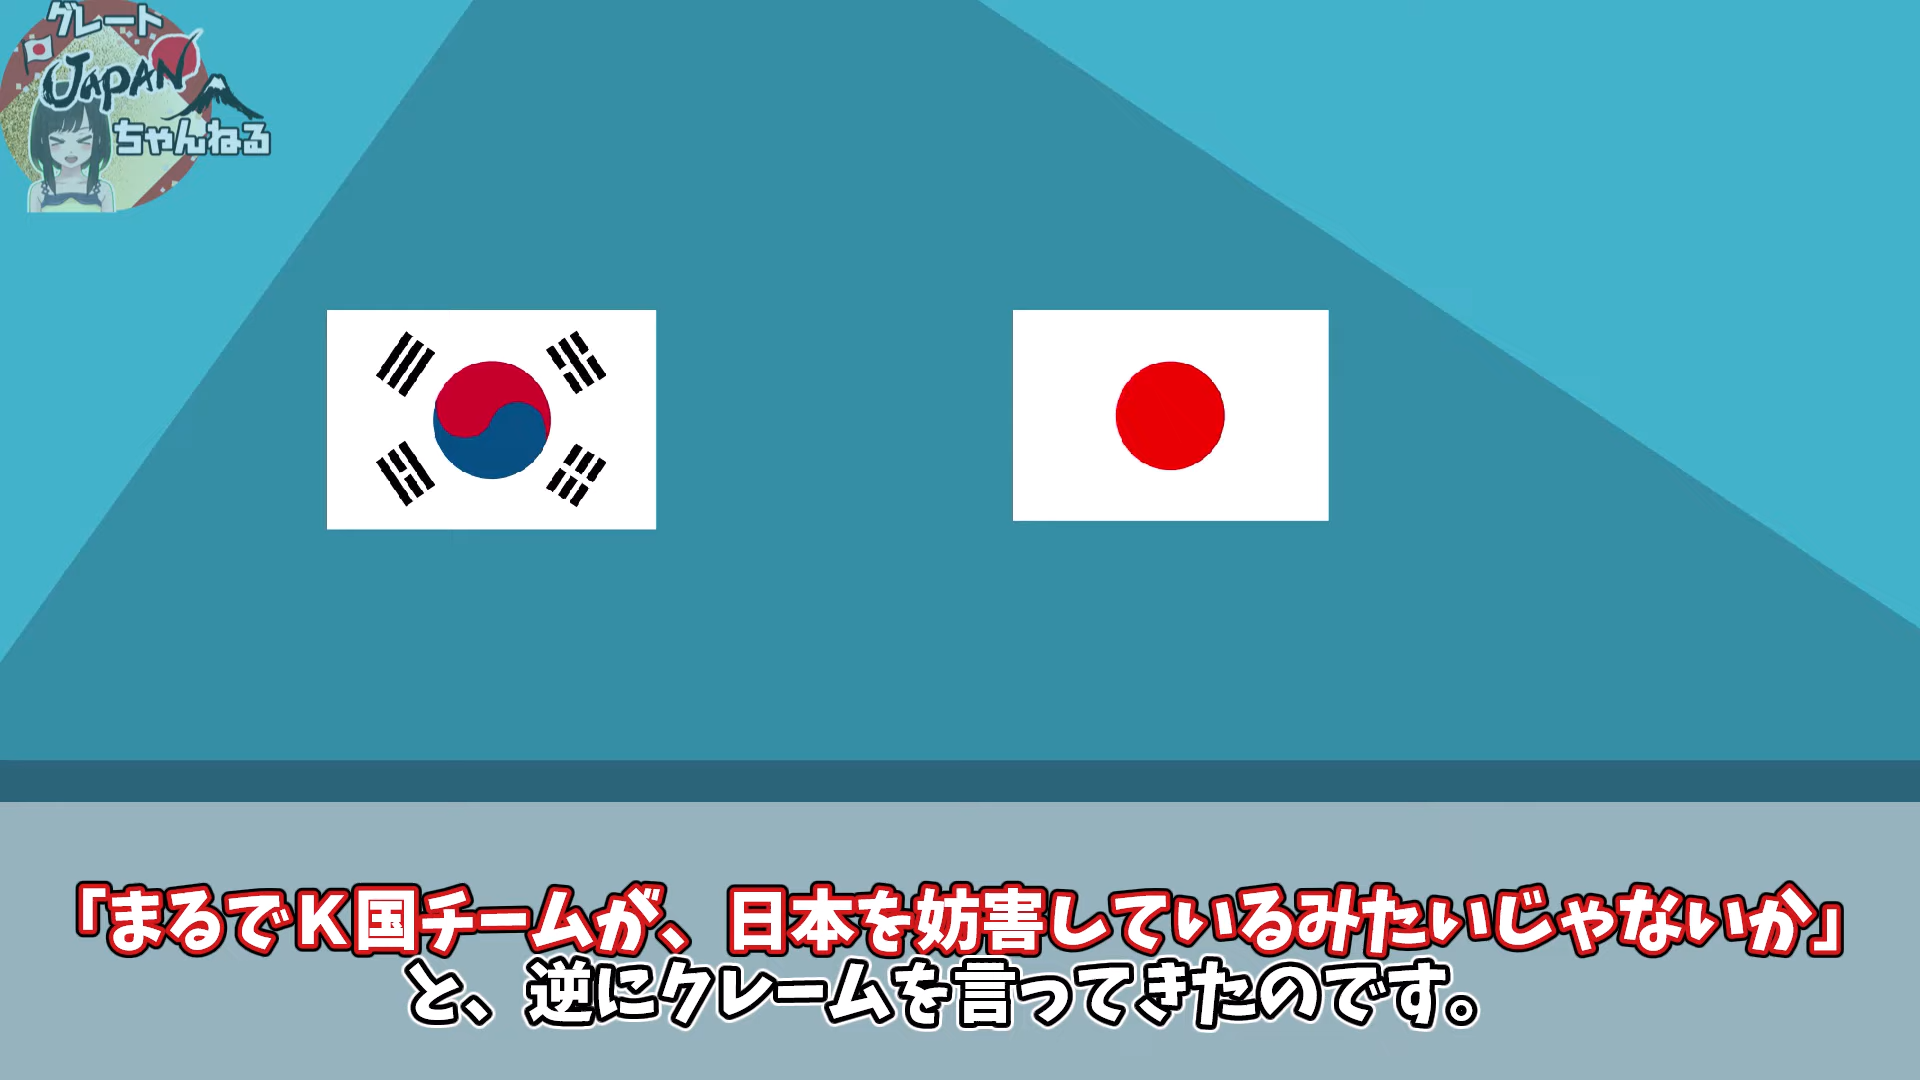 グレート
JAPAN
ちゃんねる
「まるでK国チームが、日本を妨害しているみたいじゃないか」
と、逆にクレームを言ってきたのです。